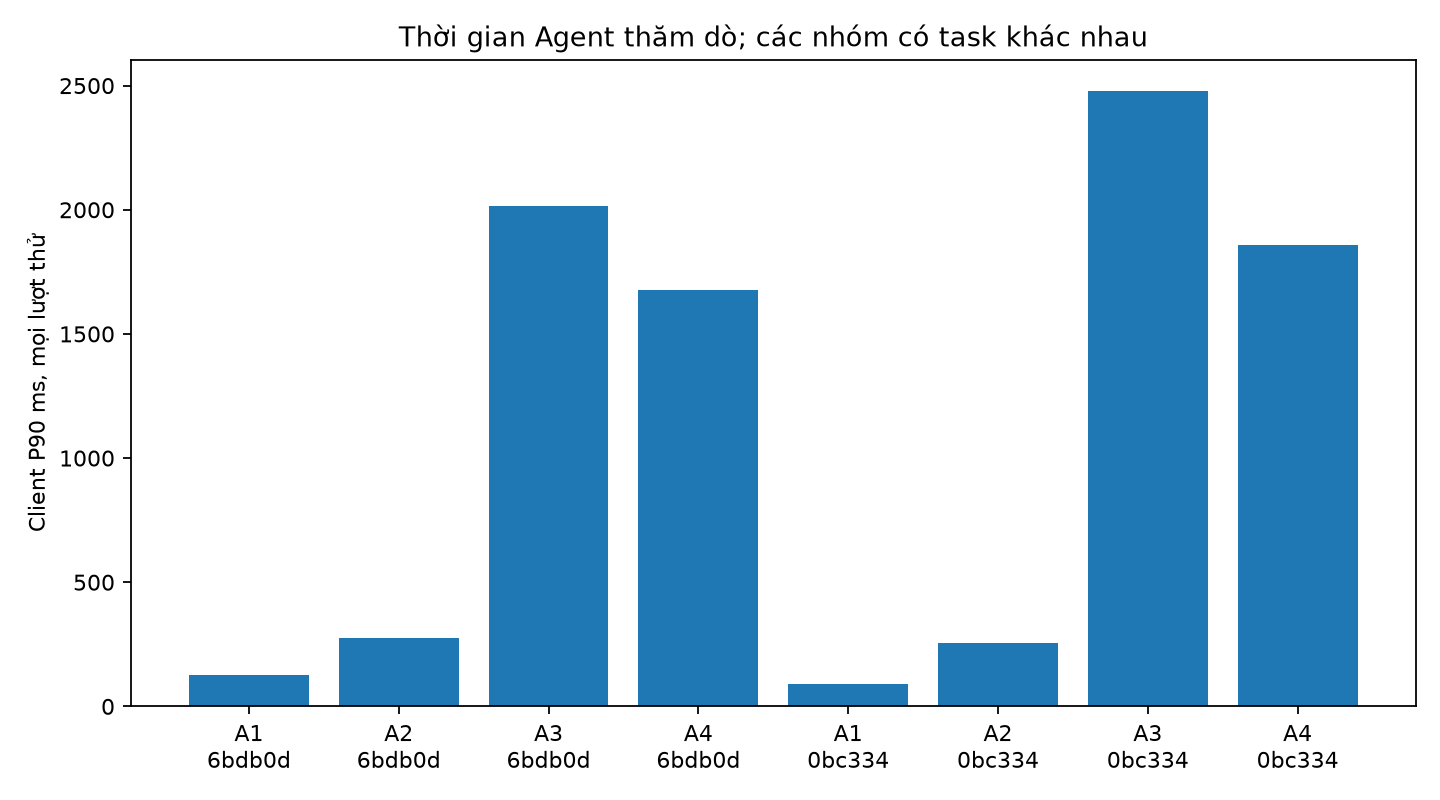 Thời gian Agent thăm dò; các nhóm có task khác nhau
Client P90 ms, mọi lượt thử
2500
2000
1500
1000
500
0
A1 A2 A3 A4 A1 A2 A3 A4
6bdb0d 6bdb0d 6bdb0d 6bdb0d 0bc334 0bc334 0bc334 0bc334